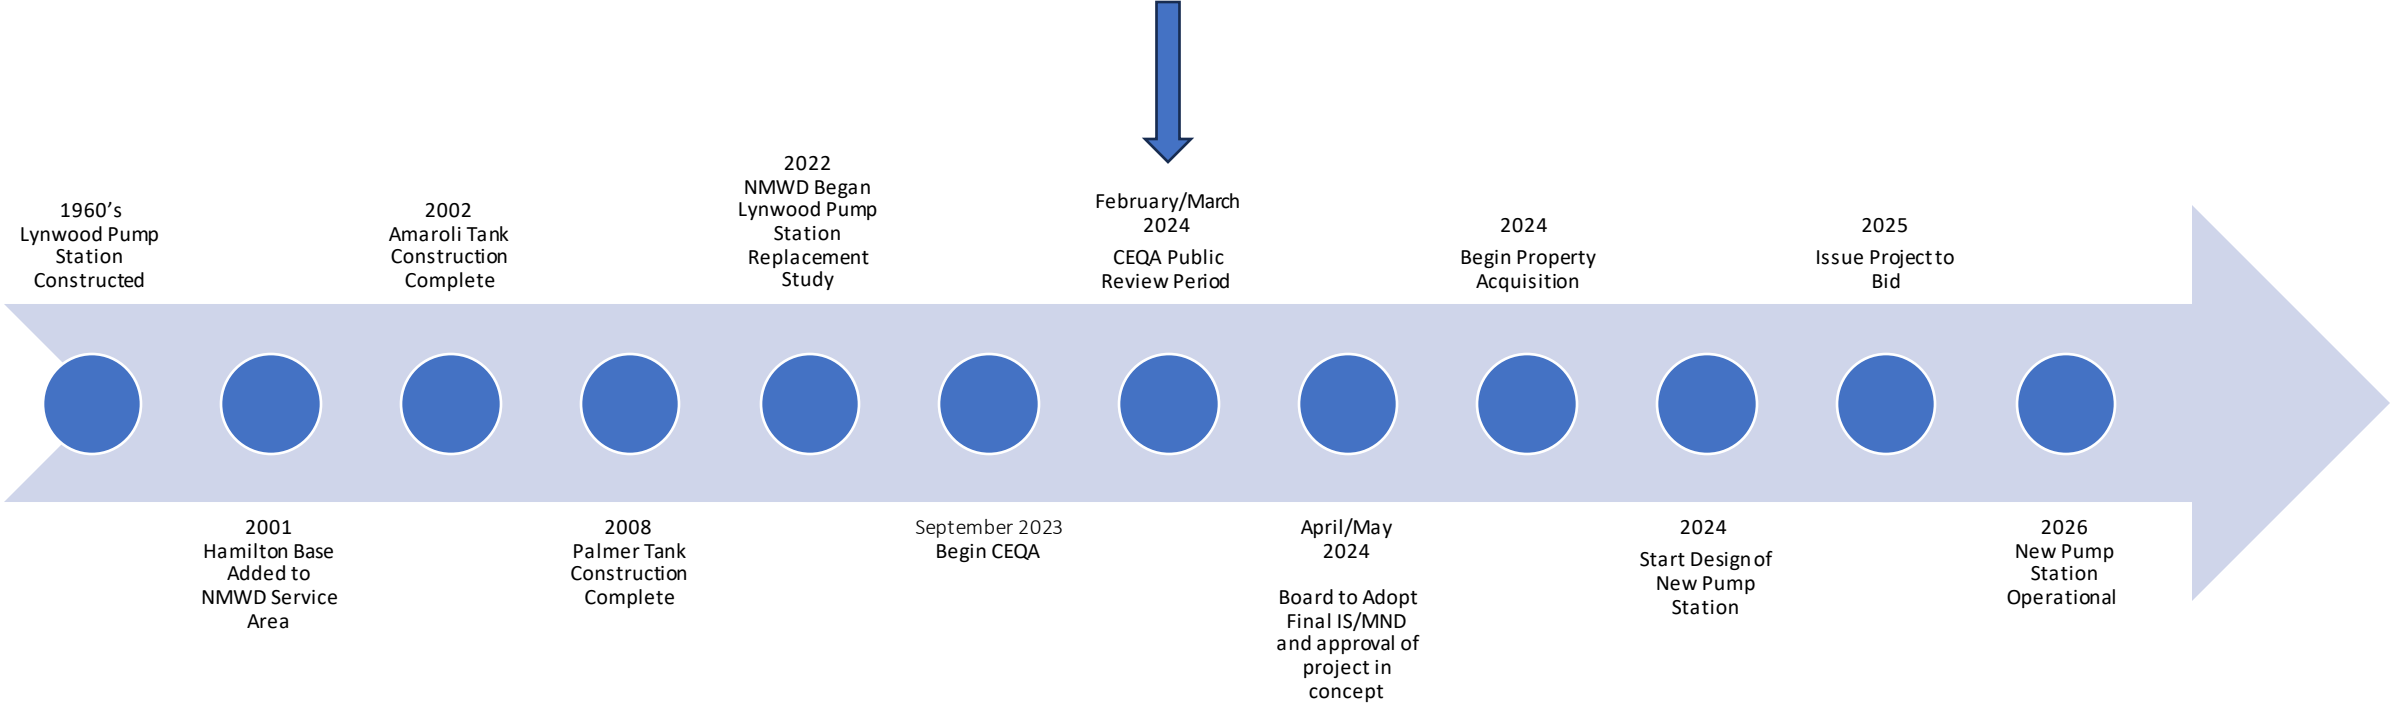 1960’s
Lynwood Pump
Station
Constructed
2001
Hamilton Base
Added to
NMWD Service
Area
2002
Amaroli Tank
Construction
Complete
2008
Palmer Tank
Construction
Complete
2022
NMWD Began
Lynwood Pump
Station
Replacement
Study
September 2023
Begin CEQA
February/March
2024
CEQA Public
Review Period
April/May
2024
Board to Adopt
Final IS/MND
and approval of
project in
concept
2024
Begin Property
Acquisition
2024
Start Design of
New Pump
Station
2025
Issue Project to
Bid
2026
New Pump
Station
Operational